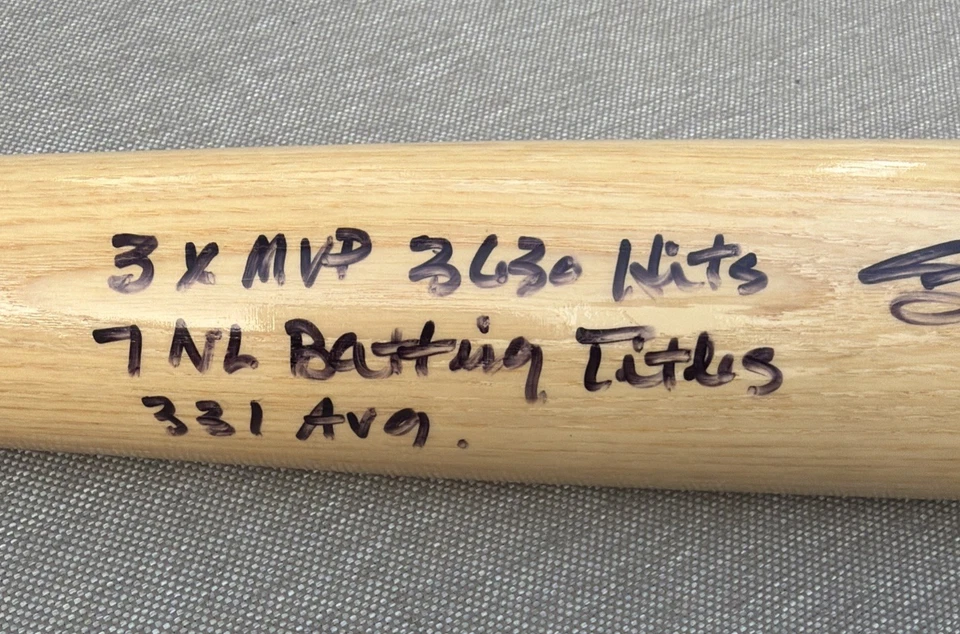 3 x MVP 3630 Hits
7 NL Batting Titles
331 Avg.